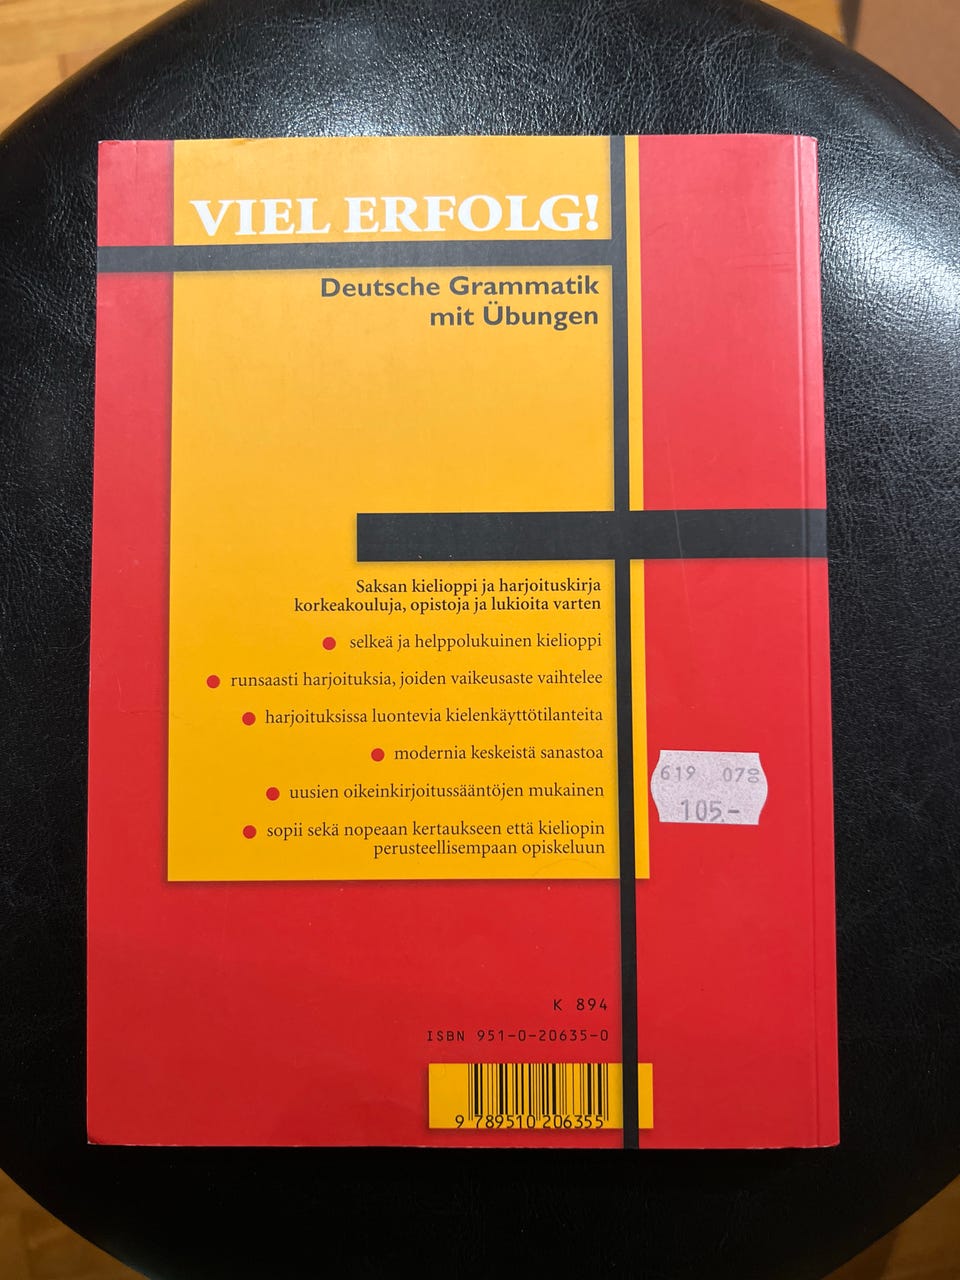 VIEL ERFOLG!
Deutsche Grammatik
mit Übungen
Saksan kielioppi ja harjoituskirja
korkeakouluja, opistoja ja lukioita varten
● selkeä ja helppolukuinen kielioppi
● runsaasti harjoituksia, joiden vaikeusaste vaihtelee
● harjoituksissa luontevia kielenkäyttötilanteita
● modernia keskeistä sanastoa
● uusien oikeinkirjoitussääntöjen mukainen
● sopii sekä nopeaan kertaukseen että kieliopin
perusteellisempaan opiskeluun
619 078
105.-
K 894
ISBN 951-0-20635-0
9 789510 206355